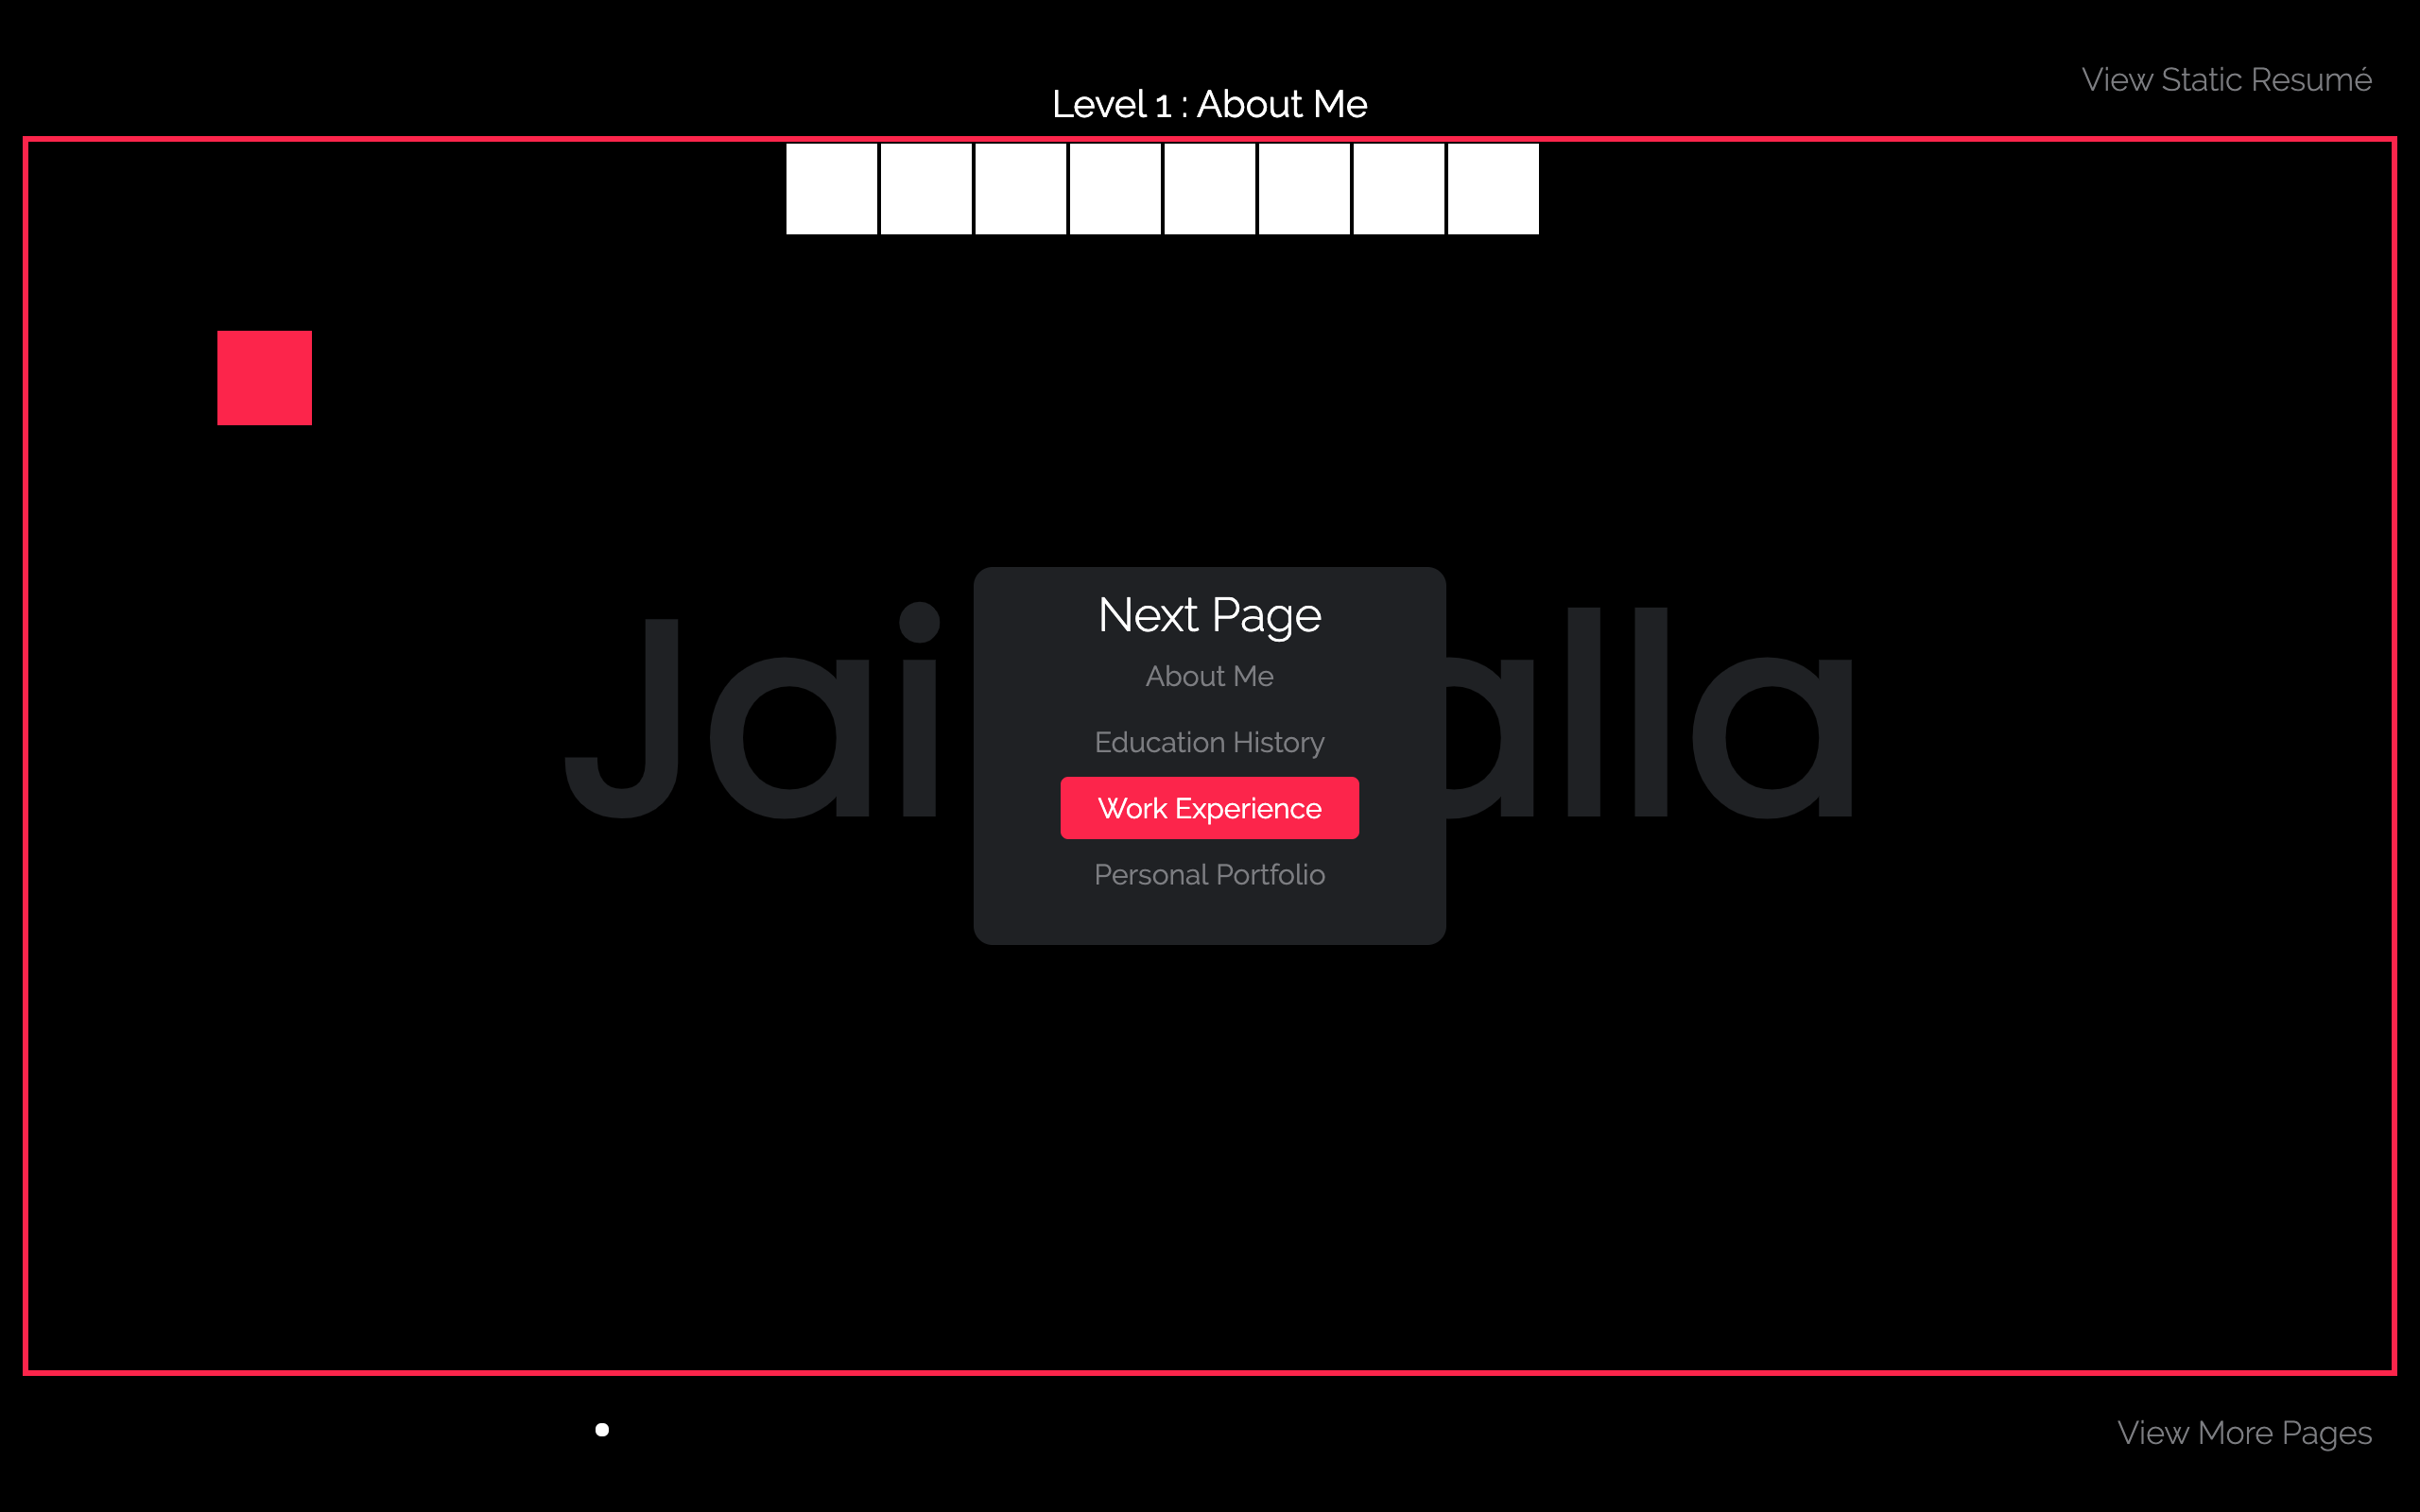 View Static Resumé
Level 1 : About Me
Next Page
About Me
Education History
Work Experience
Personal Portfolio
Jai alla
View More Pages